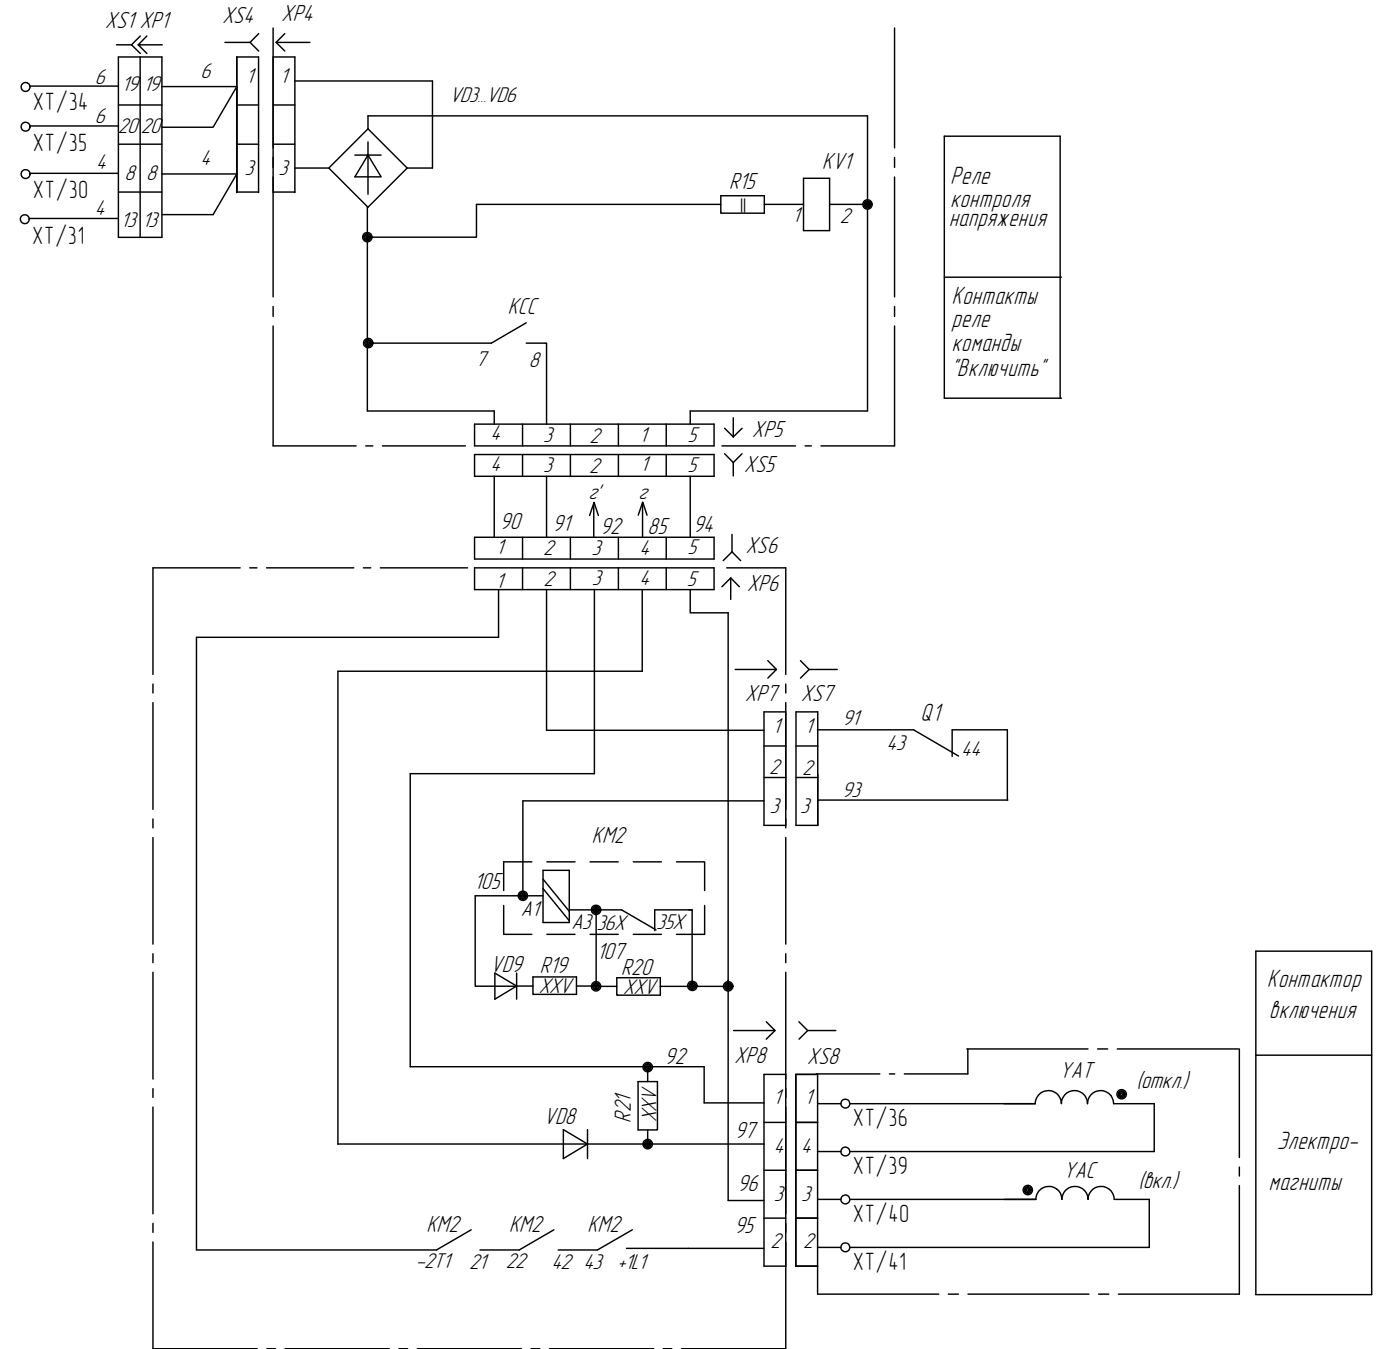 XS1 XP1
XS4
XP4
6
19 19
6
1
1
VD3...VD6
XT/34
6
20 20
XT/35
4
8 8
4
3
3
XT/30
4
13 13
XT/31
R15
KV1
1
2
Реле
контроля
напряжения
KCC
7
8
Контакты
реле
команды
"Включить"
4 3 2 1 5
XP5
4 3 2 1 5
XS5
г'
г
90
91
92
85
94
1 2 3 4 5
XS6
1 2 3 4 5
XP6
XP7
XS7
1
1
91
Q1
43
44
2
2
3
3
93
KM2
105
A1
A3
36X
35X
107
VD9
R19
XXV
R20
XXV
XP8
XS8
92
1
1
YAT
(откл.)
XT/36
R21
XXV
VD8
97
4
4
XT/39
96
3
3
YAC
(вкл.)
XT/40
95
2
2
XT/41
KM2
KM2
KM2
-2T1
21
22
42
43
+1L1
Контактор
включения
Электро-
магниты